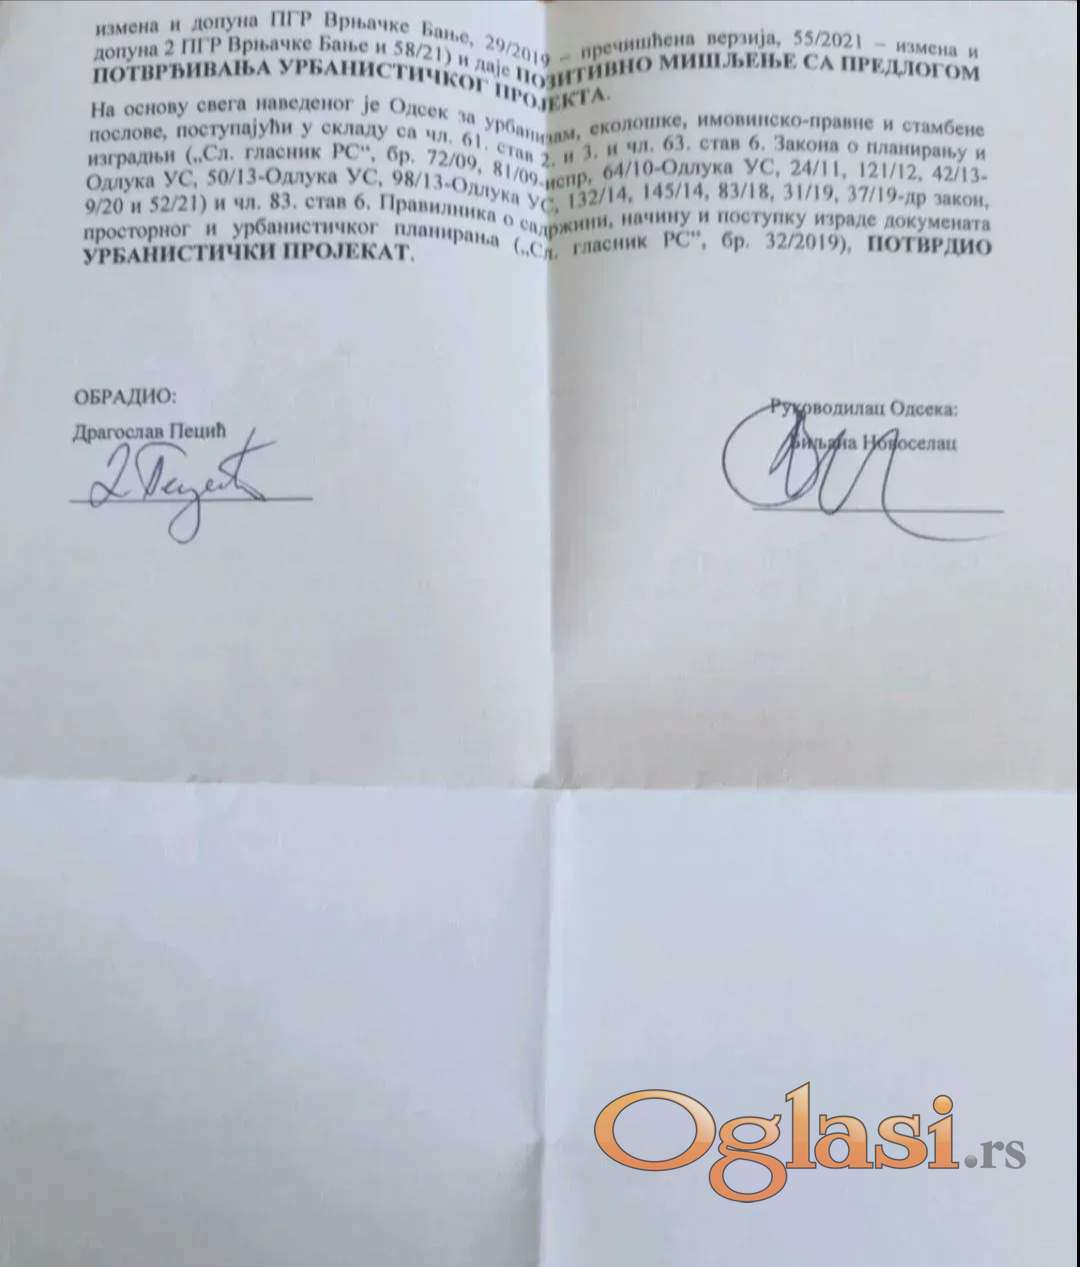 измена и допуна ПГР Врњачке Бање, 29/2019 – пречишћена верзија, 55/2021 – измена и
допуна 2 ПГР Врњачке Бање и 58/21) и даје ПОЗИТИВНО МИШЉЕЊЕ СА ПРЕДЛОГОМ
ПОТВРЂИВАЊА УРБАНИСТИЧКОГ ПРОЈЕКТА.
На основу свега наведеног је Одсек за урбанизам, еколошке, имовинско-правне и стамбене
послове, поступајући у складу са чл. 61. став 2. и 3. и чл. 63. став 6. Закона о планирању и
изградњи („Сл. гласник РС“, бр. 72/09, 81/09-испр, 64/10-Одлука УС, 24/11, 121/12, 42/13-
Одлука УС, 50/13-Одлука УС, 98/13-Одлука УС, 132/14, 145/14, 83/18, 31/19, 37/19-др закон,
9/20 и 52/21) и чл. 83. став 6. Правилника о садржини, начину и поступку израде докумената
просторног и урбанистичког планирања („Сл. гласник РС“, бр. 32/2019), ПОТВРДИО
УРБАНИСТИЧКИ ПРОЈЕКАТ.
ОБРАДИО:
Драгослав Пецић
Руководилац Одсека:
Биљана Новоселац
Oglasi.rs